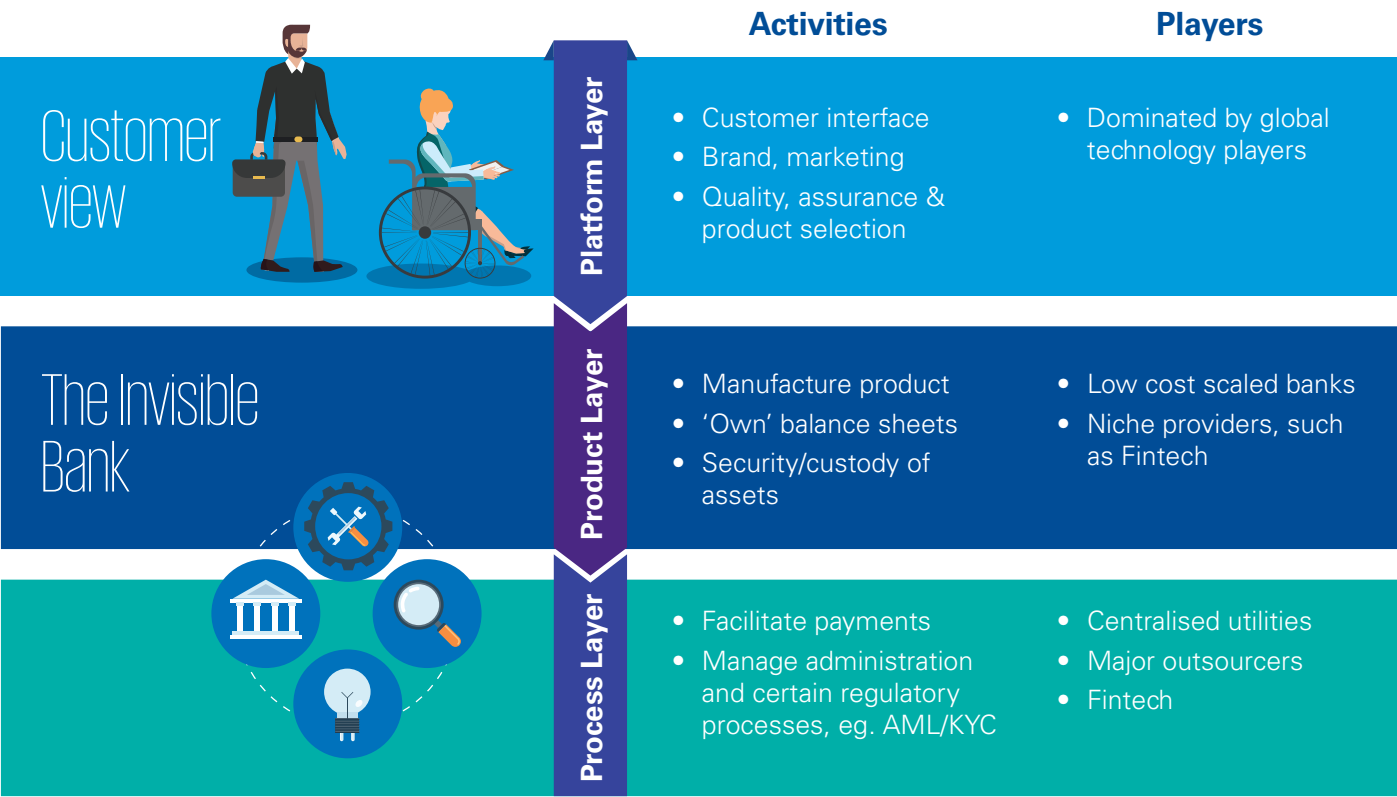 Activities
Players
Customer
view
Platform Layer
• Customer interface
• Brand, marketing
• Quality, assurance &
product selection
• Dominated by global
technology players
The Invisible
Bank
Product Layer
• Manufacture product
• ‘Own’ balance sheets
• Security/custody of
assets
• Low cost scaled banks
• Niche providers, such
as Fintech
Process Layer
• Facilitate payments
• Manage administration
and certain regulatory
processes, eg. AML/KYC
• Centralised utilities
• Major outsourcers
• Fintech